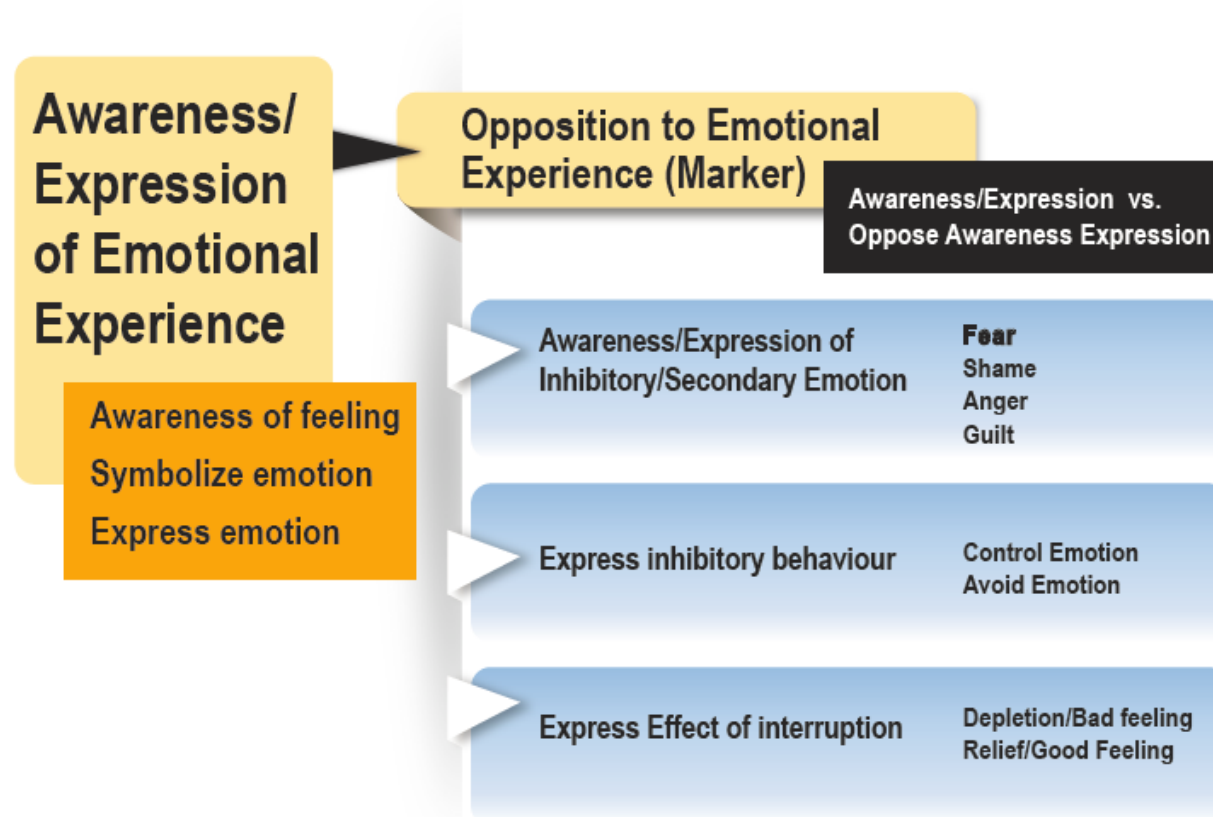 Awareness/
Expression
of Emotional
Experience
Awareness of feeling
Symbolize emotion
Express emotion
Opposition to Emotional
Experience (Marker)
Awareness/Expression vs.
Oppose Awareness Expression
Awareness/Expression of
Inhibitory/Secondary Emotion
Fear
Shame
Anger
Guilt
Express inhibitory behaviour
Control Emotion
Avoid Emotion
Express Effect of interruption
Depletion/Bad feeling
Relief/Good Feeling